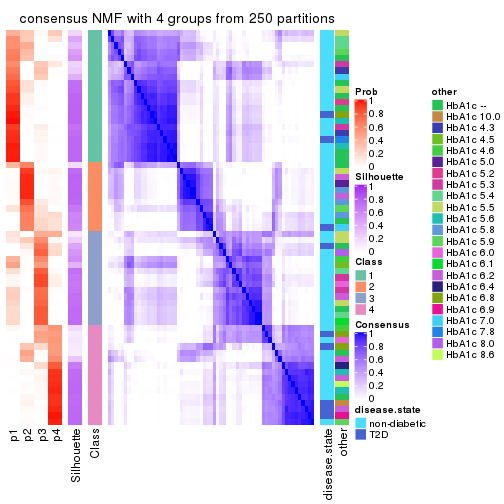 consensus NMF with 4 groups from 250 partitions
p1
p2
p3
p4
Silhouette
Class
disease.state
other
Prob
1
0.8
0.6
0.4
0.2
0
Silhouette
1
0.8
0.6
0.4
0.2
0
Class
1
2
3
4
Consensus
1
0.8
0.6
0.4
0.2
0
disease.state
non-diabetic
T2D
other
HbA1c --
HbA1c 10.0
HbA1c 4.3
HbA1c 4.5
HbA1c 4.6
HbA1c 5.0
HbA1c 5.2
HbA1c 5.3
HbA1c 5.4
HbA1c 5.5
HbA1c 5.6
HbA1c 5.8
HbA1c 5.9
HbA1c 6.0
HbA1c 6.1
HbA1c 6.2
HbA1c 6.4
HbA1c 6.8
HbA1c 6.9
HbA1c 7.0
HbA1c 7.8
HbA1c 8.0
HbA1c 8.6